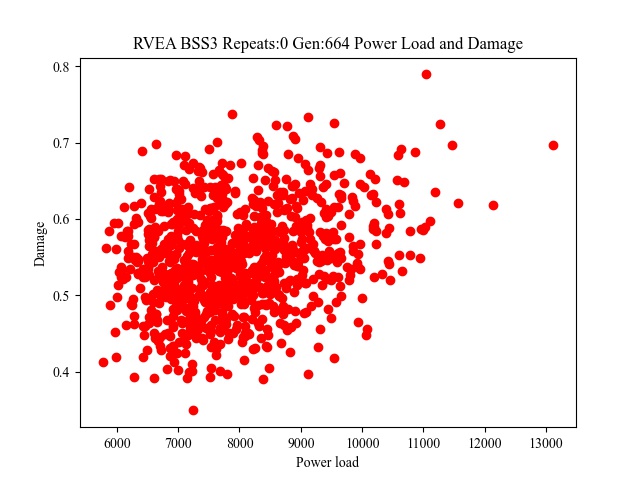 RVEA BSS3 Repeats:0 Gen:664 Power Load and Damage
0.8
0.7
0.6
0.5
0.4
Damage
6000 7000 8000 9000 10000 11000 12000 13000
Power load